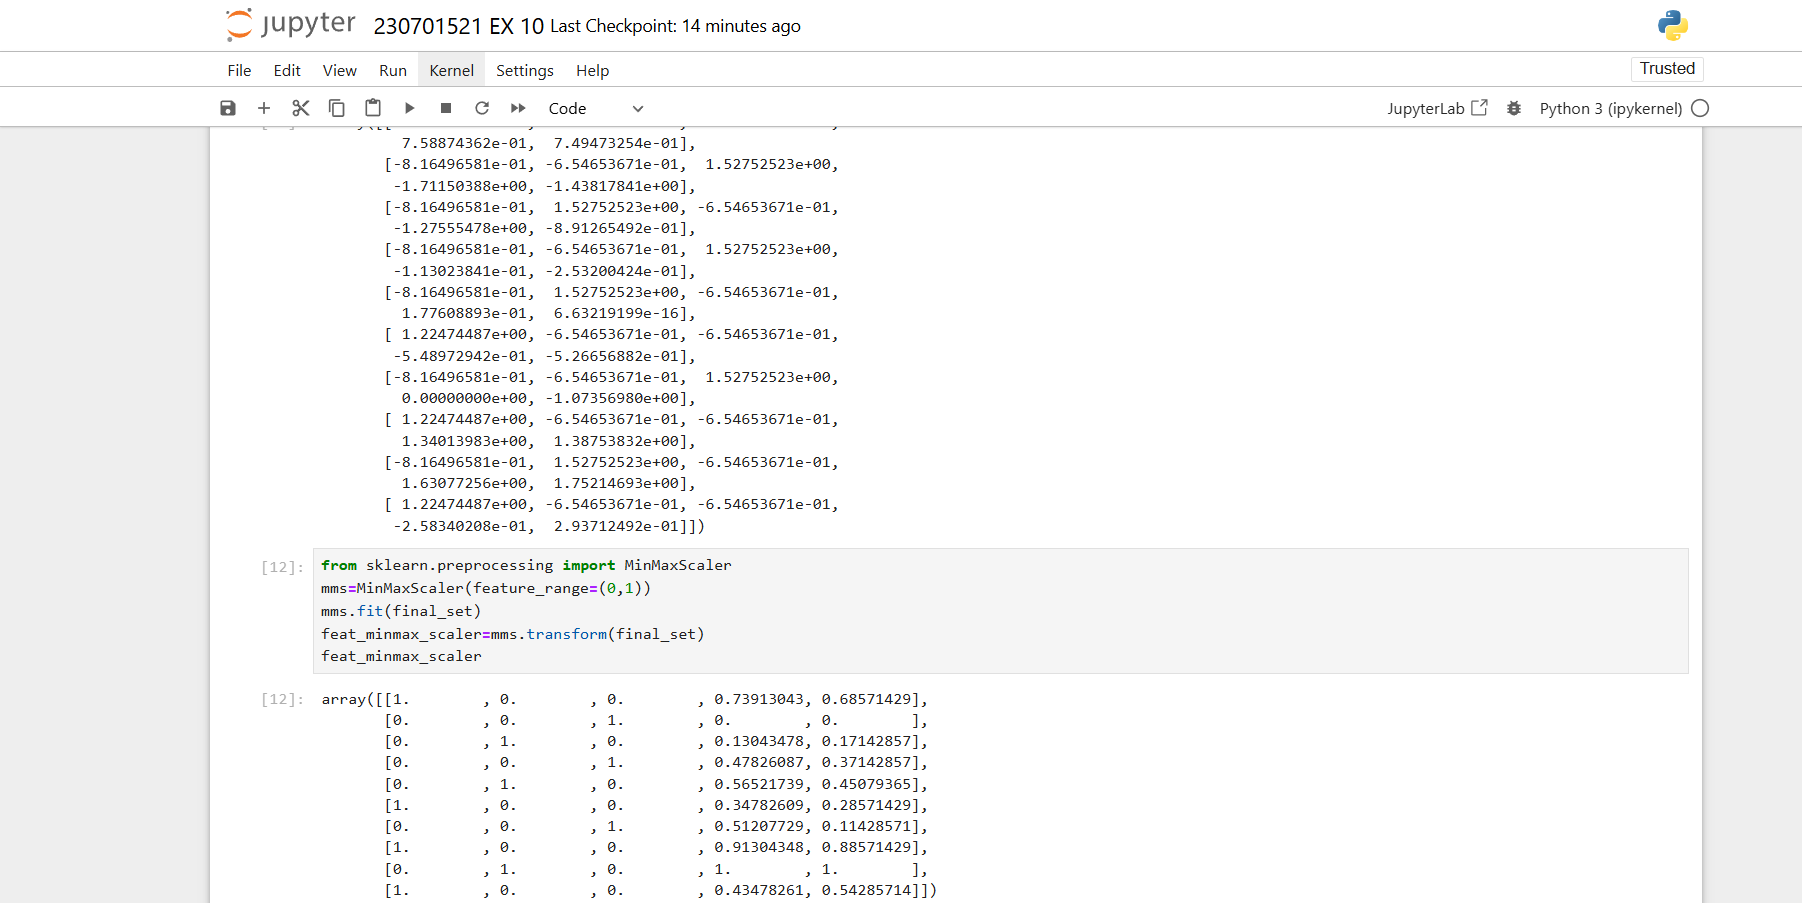 jupyter 230701521 EX 10 Last Checkpoint: 14 minutes ago
File Edit View Run Kernel Settings Help Trusted
Code JupyterLab Python 3 (ipykernel)
7.58874362e-01, 7.49473254e-01],
[-8.16496581e-01, -6.54653671e-01, 1.52752523e+00,
-1.71150388e+00, -1.43817841e+00],
[-8.16496581e-01, 1.52752523e+00, -6.54653671e-01,
-1.27555478e+00, -8.91265492e-01],
[-8.16496581e-01, -6.54653671e-01, 1.52752523e+00,
-1.13023841e-01, -2.53200424e-01],
[-8.16496581e-01, 1.52752523e+00, -6.54653671e-01,
1.77608893e-01, 6.63219199e-16],
[ 1.22474487e+00, -6.54653671e-01, -6.54653671e-01,
-5.48972942e-01, -5.26656882e-01],
[-8.16496581e-01, -6.54653671e-01, 1.52752523e+00,
0.00000000e+00, -1.07356980e+00],
[ 1.22474487e+00, -6.54653671e-01, -6.54653671e-01,
1.34013983e+00, 1.38753832e+00],
[-8.16496581e-01, 1.52752523e+00, -6.54653671e-01,
1.63077256e+00, 1.75214693e+00],
[ 1.22474487e+00, -6.54653671e-01, -6.54653671e-01,
-2.58340208e-01, 2.93712492e-01]])
[12]: from sklearn.preprocessing import MinMaxScaler
mms=MinMaxScaler(feature_range=(0,1))
mms.fit(final_set)
feat_minmax_scaler=mms.transform(final_set)
feat_minmax_scaler
[12]: array([[1. , 0. , 0. , 0.73913043, 0.68571429],
[0. , 0. , 1. , 0. , 0. ],
[0. , 1. , 0. , 0.13043478, 0.17142857],
[0. , 0. , 1. , 0.47826087, 0.37142857],
[0. , 1. , 0. , 0.56521739, 0.45079365],
[1. , 0. , 0. , 0.34782609, 0.28571429],
[0. , 0. , 1. , 0.51207729, 0.11428571],
[1. , 0. , 0. , 0.91304348, 0.88571429],
[0. , 1. , 0. , 1. , 1. ],
[1. , 0. , 0. , 0.43478261, 0.54285714]])